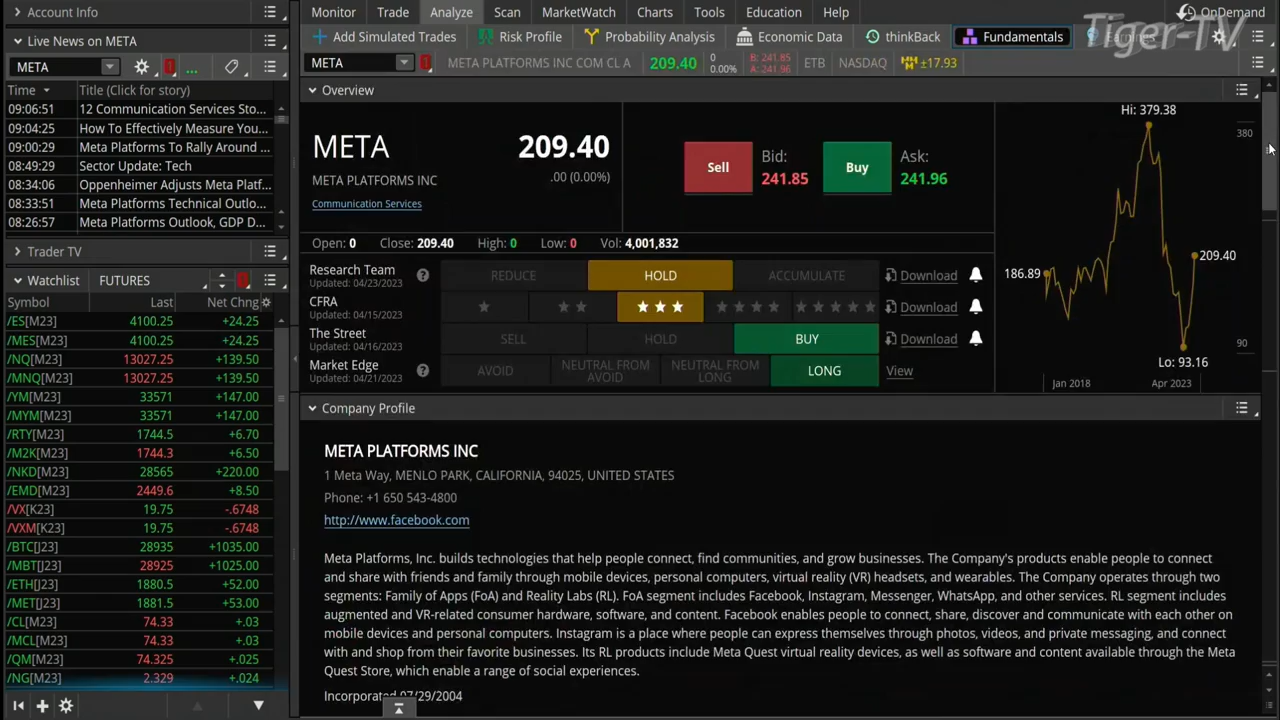 Account Info
Live News on META
META
Time Title (Click for story)
09:06:51 12 Communication Services Sto...
09:04:25 How To Effectively Measure You...
09:00:29 Meta Platforms To Rally Around ...
08:49:29 Sector Update: Tech
08:34:06 Oppenheimer Adjusts Meta Platf...
08:33:51 Meta Platforms Technical Outlo...
08:26:57 Meta Platforms Outlook, GDP D...
Trader TV
Watchlist FUTURES
Symbol Last Net Chng
/ES[M23] 4100.25 +24.25
/MES[M23] 4100.25 +24.25
/NQ[M23] 13027.25 +139.50
/MNQ[M23] 13027.25 +139.50
/YM[M23] 33571 +147.00
/MYM[M23] 33571 +147.00
/RTY[M23] 1744.5 +6.70
/M2K[M23] 1744.3 +6.50
/NKD[M23] 28565 +220.00
/EMD[M23] 2449.6 +8.50
/VX[K23] 19.75 -.6748
/VXM[K23] 19.75 -.6748
/BTC[J23] 28935 +1035.00
/MBT[J23] 28925 +1025.00
/ETH[J23] 1880.5 +52.00
/MET[J23] 1881.5 +53.00
/CL[M23] 74.33 +.03
/MCL[M23] 74.33 +.03
/QM[M23] 74.325 +.025
/NG[M23] 2.329 +.024
Monitor Trade Analyze Scan MarketWatch Charts Tools Education Help
OnDemand
Tiger-TV
Add Simulated Trades Risk Profile Probability Analysis Economic Data thinkBack Fundamentals
META META PLATFORMS INC COM CL A 209.40 0 0.00% B: 241.85 A: 241.96 ETB NASDAQ ±17.93
Overview
META 209.40
META PLATFORMS INC .00 (0.00%)
Communication Services
Sell Bid: 241.85 Buy Ask: 241.96
Open: 0 Close: 209.40 High: 0 Low: 0 Vol: 4,001,832
Research Team REDUCE HOLD ACCUMULATE Download
Updated: 04/23/2023
CFRA ★ ★ ★ ★ ★ ★ ★ ★ ★ ★ ★ ★ ★ ★ ★ Download
Updated: 04/15/2023
The Street SELL HOLD BUY Download
Updated: 04/16/2023
Market Edge AVOID NEUTRAL FROM AVOID NEUTRAL FROM LONG LONG View
Updated: 04/21/2023
Hi: 379.38
380
209.40
186.89
90
Lo: 93.16
Jan 2018 Apr 2023
Company Profile
META PLATFORMS INC
1 Meta Way, MENLO PARK, CALIFORNIA, 94025, UNITED STATES
Phone: +1 650 543-4800
http://www.facebook.com
Meta Platforms, Inc. builds technologies that help people connect, find communities, and grow businesses. The Company's products enable people to connect
and share with friends and family through mobile devices, personal computers, virtual reality (VR) headsets, and wearables. The Company operates through two
segments: Family of Apps (FoA) and Reality Labs (RL). FoA segment includes Facebook, Instagram, Messenger, WhatsApp, and other services. RL segment includes
augmented and VR-related consumer hardware, software, and content. Facebook enables people to connect, share, discover and communicate with each other on
mobile devices and personal computers. Instagram is a place where people can express themselves through photos, videos, and private messaging, and connect
with and shop from their favorite businesses. Its RL products include Meta Quest virtual reality devices, as well as software and content available through the Meta
Quest Store, which enable a range of social experiences.
Incorporated 07/29/2004